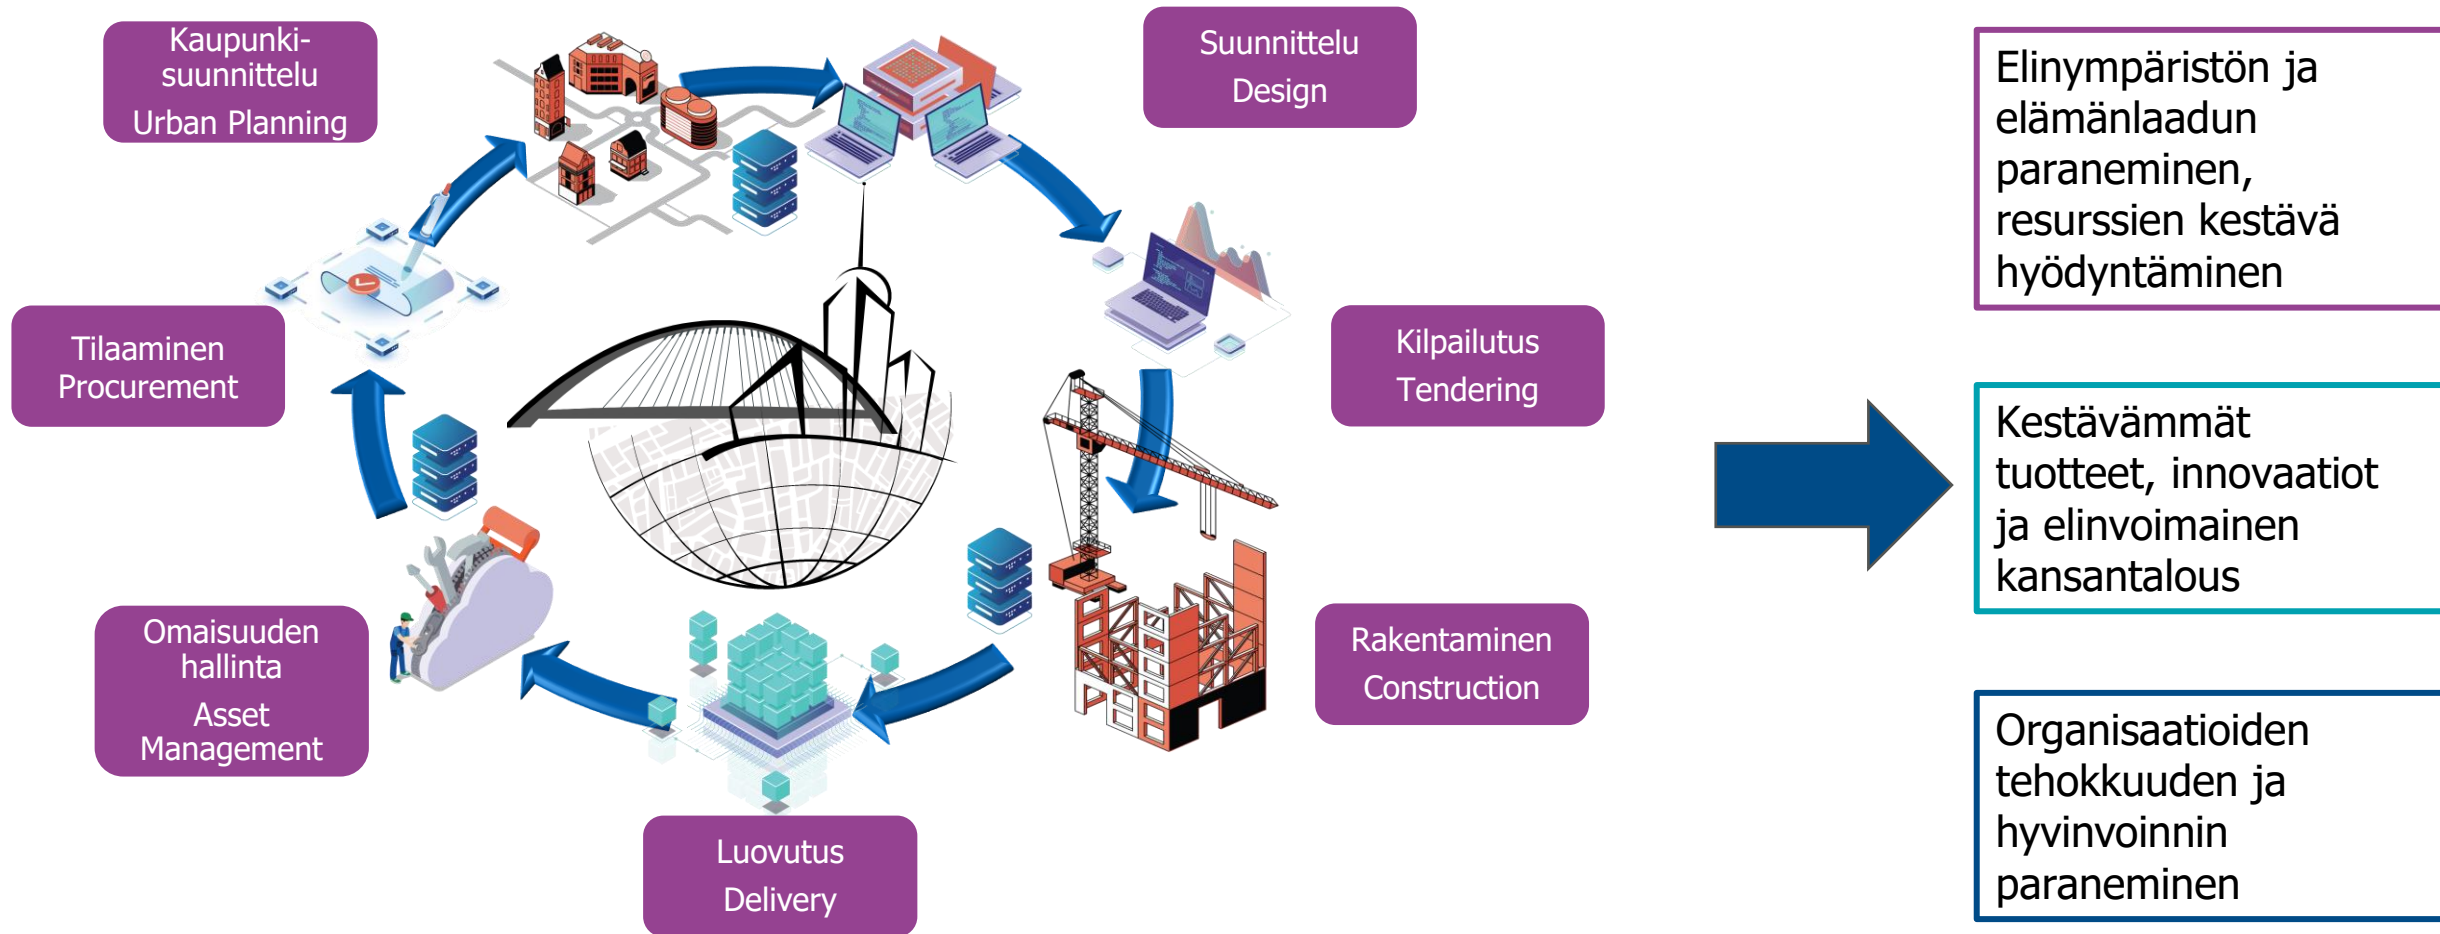 Kaupunki-
suunnittelu
Urban Planning
Suunnittelu
Design
Kilpailutus
Tendering
Rakentaminen
Construction
Luovutus
Delivery
Omaisuuden
hallinta
Asset
Management
Tilaaminen
Procurement
Elinympäristön ja
elämänlaadun
paraneminen,
resurssien kestävä
hyödyntäminen
Kestävämmät
tuotteet, innovaatiot
ja elinvoimainen
kansantalous
Organisaatioiden
tehokkuuden ja
hyvinvoinnin
paraneminen